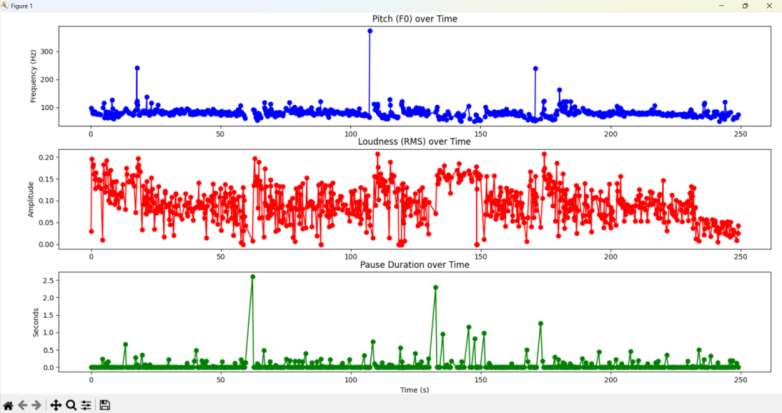 Figure 1
Pitch (F0) over Time
Frequency (Hz)
300
200
100
0 50 100 150 200 250
Loudness (RMS) over Time
Amplitude
0.20
0.15
0.10
0.05
0.00
0 50 100 150 200 250
Pause Duration over Time
Seconds
2.5
2.0
1.5
1.0
0.5
0.0
0 50 100 150 200 250
Time (s)